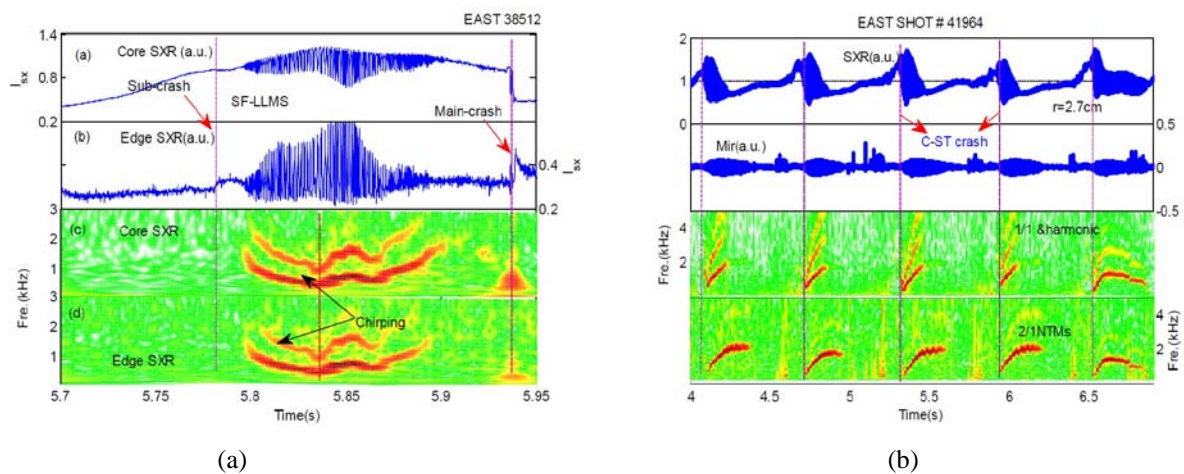 EAST 38512
(a)
Core SXR (a.u.)
1.4
0.8
0.2
I_sx
Sub-crash
SF-LLMS
Main-crash
(b)
Edge SXR(a.u.)
0.4
0.2
I_sx
(c)
Core SXR
3
2
1
3
Fre. (kHz)
Chirping
(d)
Edge SXR
2
1
5.7
5.75
5.8
5.85
5.9
5.95
Time(s)
(a)
EAST SHOT # 41964
SXR(a.u.)
2
1
0
r=2.7cm
C-ST crash
Mir(a.u.)
0.5
0
-0.5
1/1 &harmonic
4
2
2/1NTMs
4
2
Fre.(kHz)
4
4.5
5
5.5
6
6.5
Time(s)
(b)